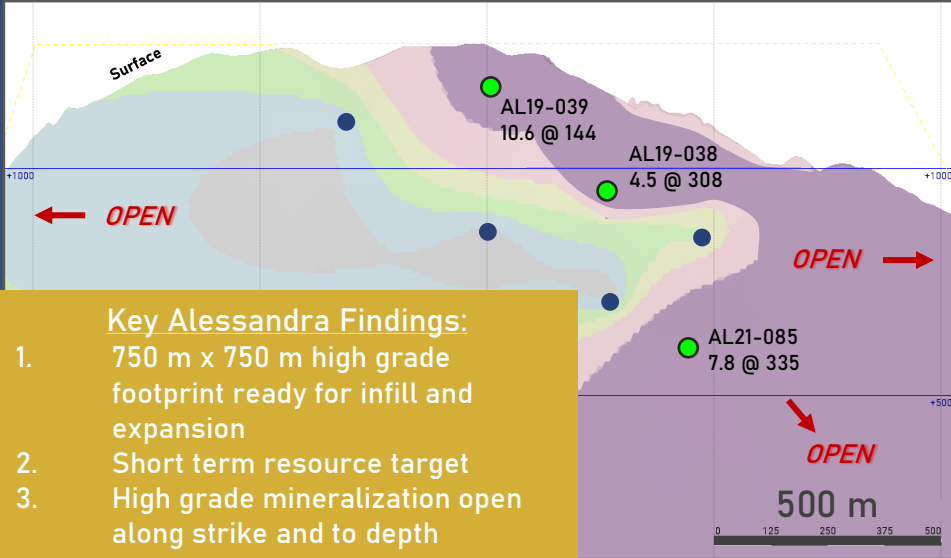 Surface
AL19-039
10.6 @ 144
AL19-038
4.5 @ 308
+1000
+1000
OPEN
OPEN
AL21-085
7.8 @ 335
+500
OPEN
500 m
0 125 250 375 500
Key Alessandra Findings:
1. 750 m x 750 m high grade
footprint ready for infill and
expansion
2. Short term resource target
3. High grade mineralization open
along strike and to depth